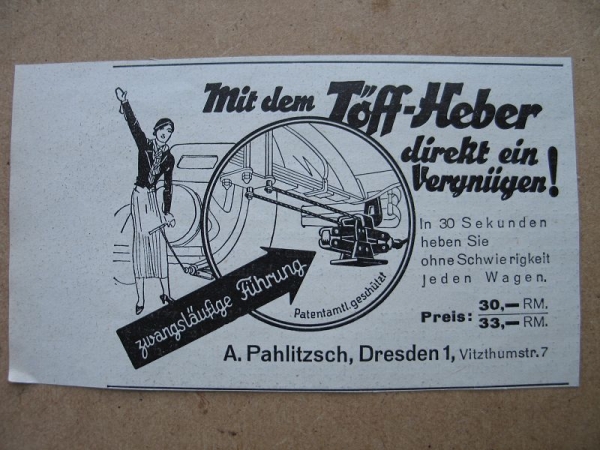 Mit dem Töff-Heber
direkt ein
Vergnügen!
In 30 Sekunden
heben Sie
ohne Schwierigkeit
jeden Wagen.
Preis: 30,— RM.
33,— RM.
zwangsläufige Führung
Patentamtl. geschützt
A. Pahlitzsch, Dresden 1, Vitzthumstr. 7